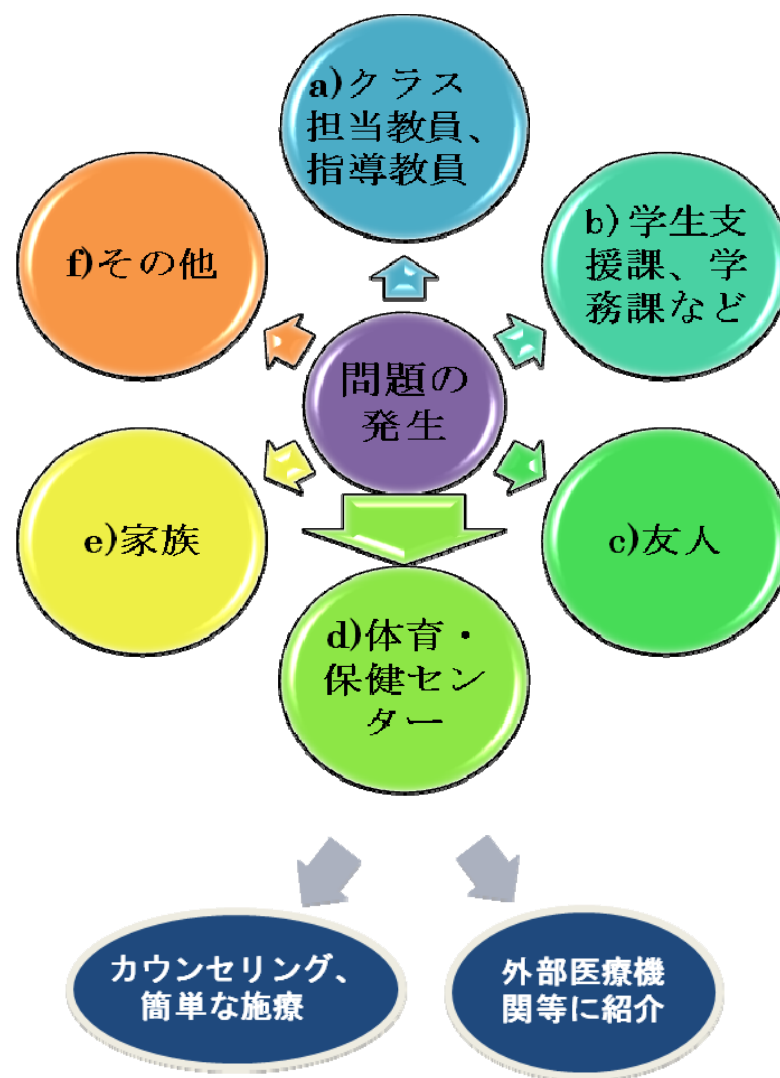 a)クラス
担当教員、
指導教員
b)学生支
援課、学
務課など
c)友人
d)体育・
保健セン
ター
e)家族
f)その他
問題の
発生
カウンセリング、
簡単な施療
外部医療機
関等に紹介